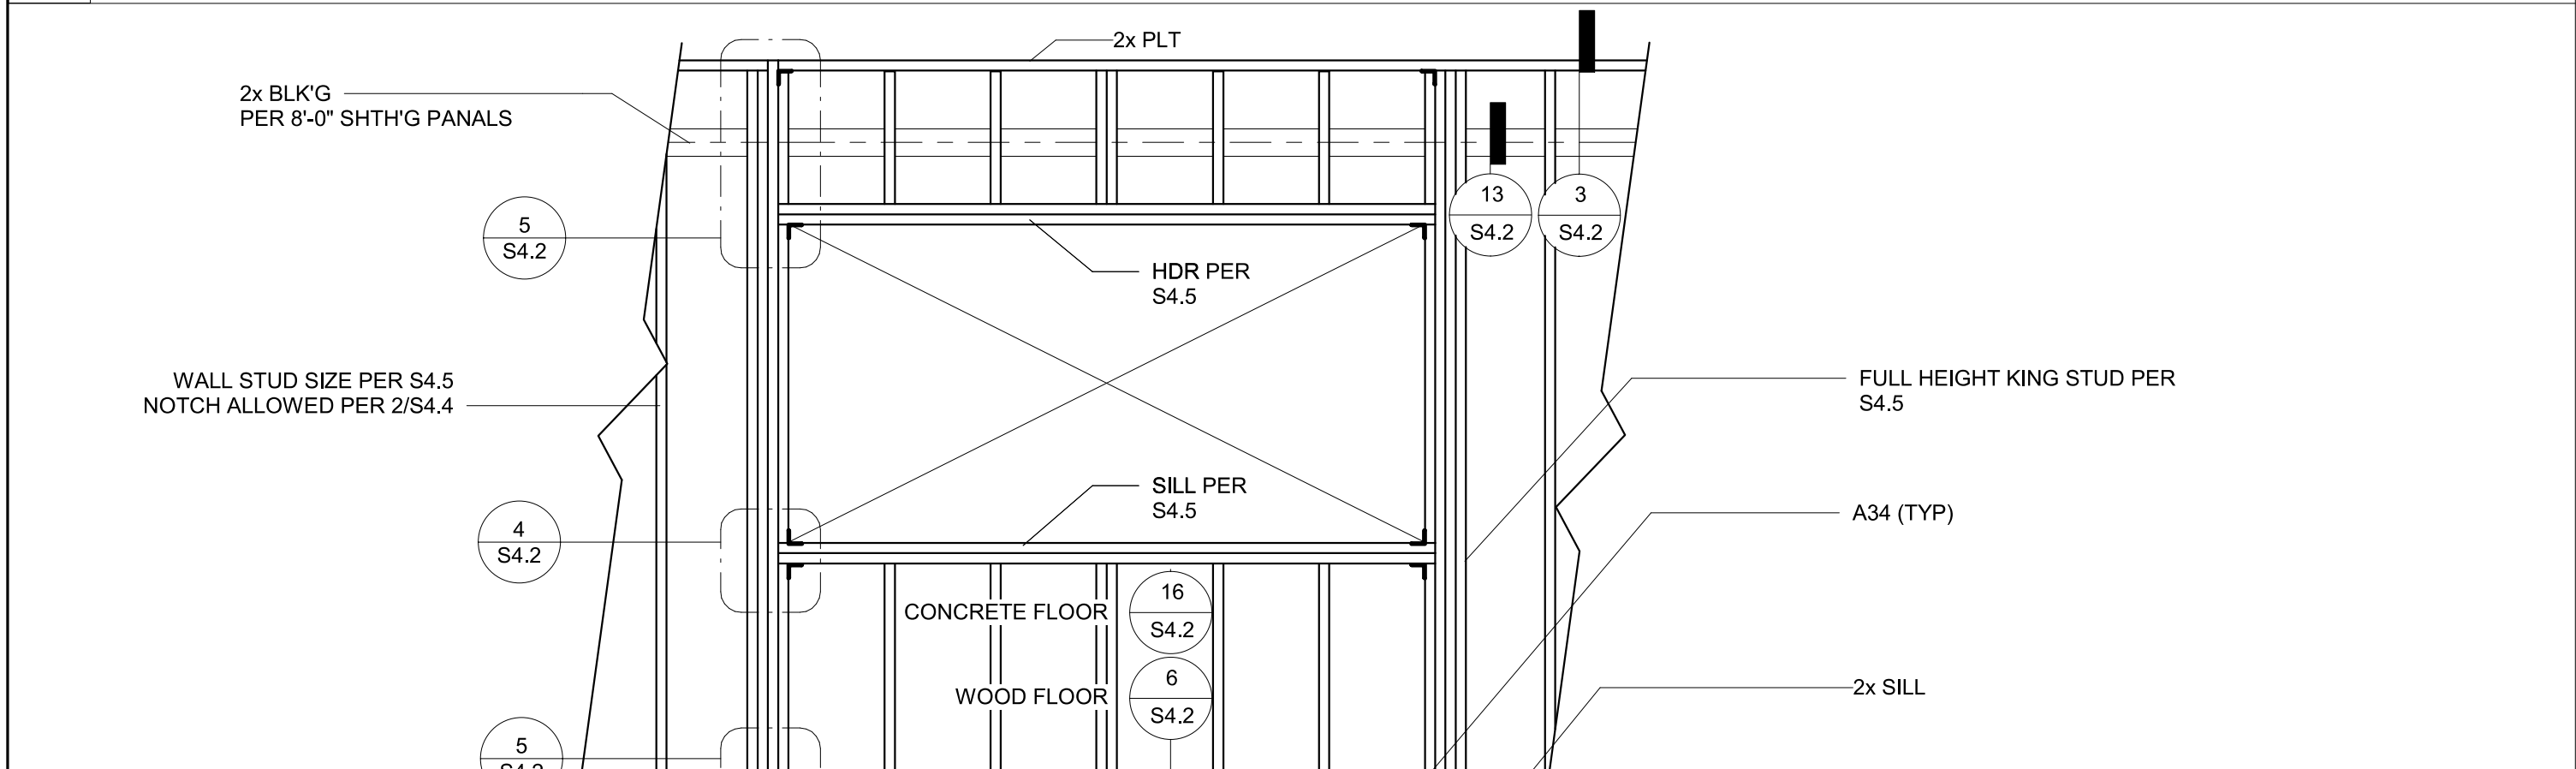 2x PLT
2x BLK'G
PER 8'-0" SHTH'G PANALS
13
S4.2
3
S4.2
5
S4.2
HDR PER
S4.5
WALL STUD SIZE PER S4.5
NOTCH ALLOWED PER 2/S4.4
FULL HEIGHT KING STUD PER
S4.5
SILL PER
S4.5
A34 (TYP)
4
S4.2
CONCRETE FLOOR
16
S4.2
WOOD FLOOR
6
S4.2
2x SILL
5
S4.2